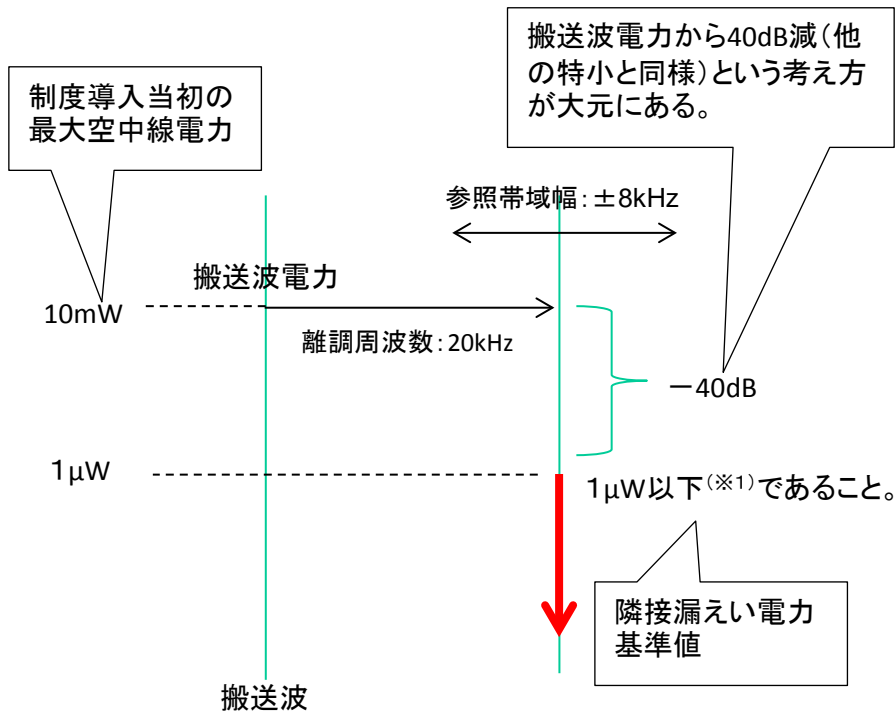 搬送波電力から40dB減（他
の特小と同様）という考え方
が大元にある。
制度導入当初の
最大空中線電力
参照帯域幅：±8kHz
搬送波電力
10mW
離調周波数：20kHz
－40dB
1μW
1μW以下（※1）であること。
隣接漏えい電力
基準値
搬送波